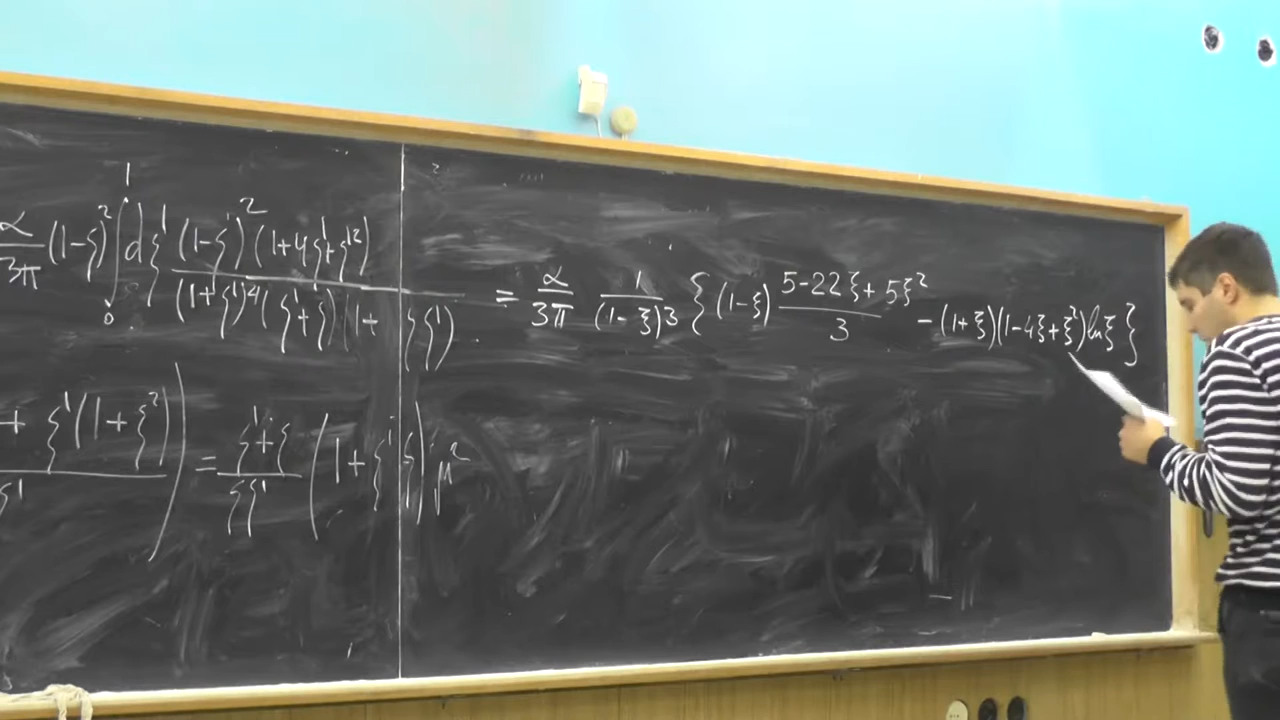 α/3π (1-ξ)² ∫₀¹ dξ' (1-ξ')² (1+4ξ'+ξ'²) / (1+ξ')⁴ (ξ'+ξ) (1+ξξ')
= α/3π 1/(1-ξ)³ { (1-ξ) (5-22ξ+5ξ²)/3 - (1+ξ)(1-4ξ+ξ²) ln ξ }
+ ξ'(1+ξ²) / ξ' ) = (ξ'+ξ)/(ξξ') (1+ξ'ξ) μ²